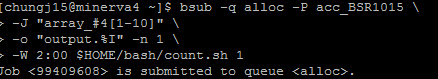 [chungj15@minerva4 ~]$ bsub -q alloc -P acc_BSR1015 \
> -J "array_#4[1-10]" \
> -o "output.%I" -n 1 \
> -W 2:00 $HOME/bash/count.sh 1
Job <99409608> is submitted to queue <alloc>.